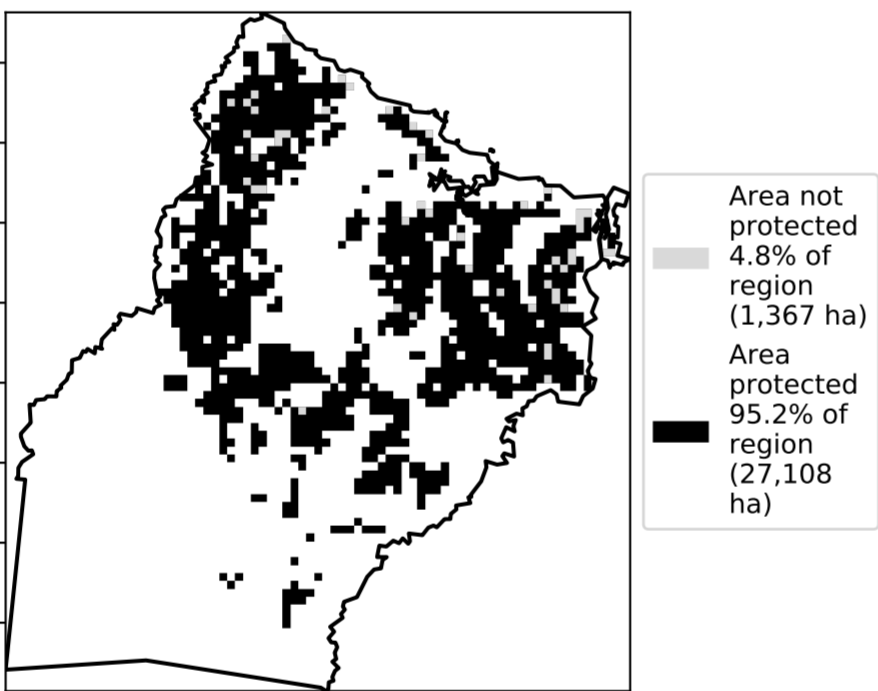 Area not
protected
4.8% of
region
(1,367 ha)
Area
protected
95.2% of
region
(27,108
ha)